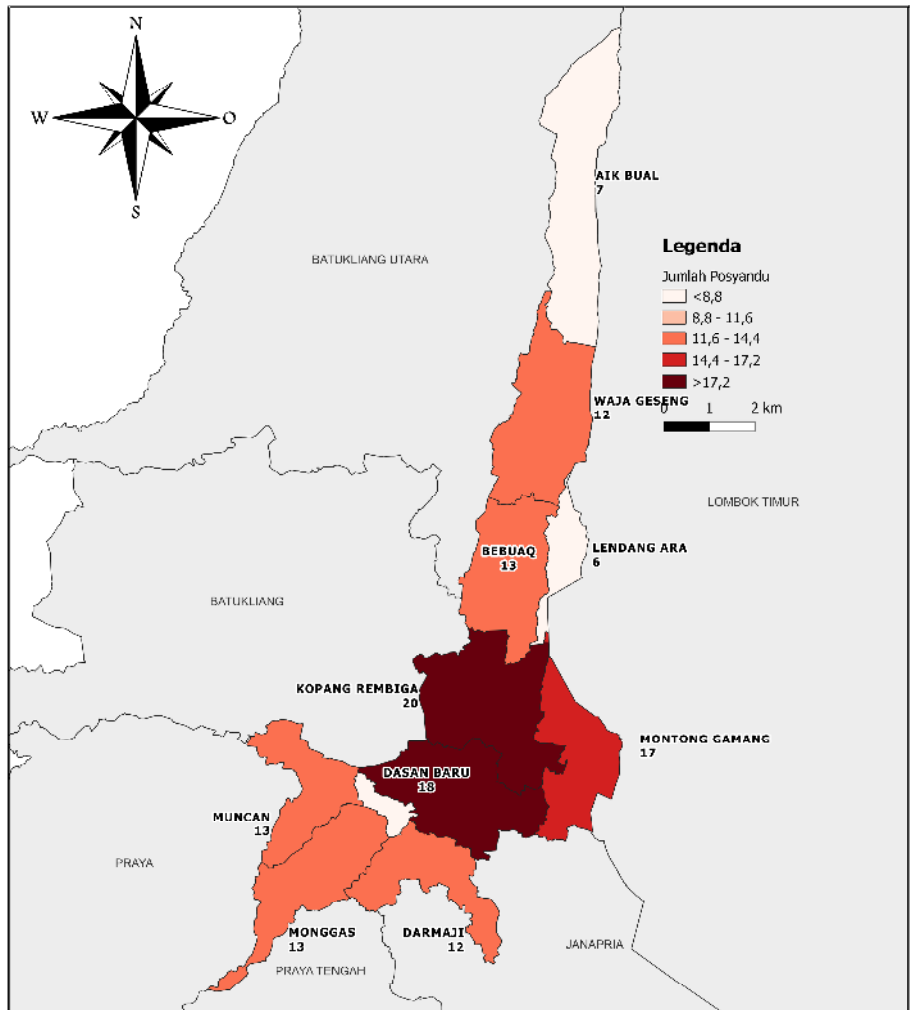 N
W
O
S
AIK BUAL
7
Legenda
BATUKLIANG UTARA
Jumlah Posyandu
<8,8
8,8 - 11,6
11,6 - 14,4
14,4 - 17,2
>17,2
WAJA GESENG
12
0 1 2 km
LOMBOK TIMUR
BEBUAQ
13
LENDANG ARA
6
BATUKLIANG
KOPANG REMBIGA
20
MONTONG GAMANG
17
DASAN BARU
18
MUNCAN
13
PRAYA
MONGGAS
13
DARMAJI
12
JANAPRIA
PRAYA TENGAH